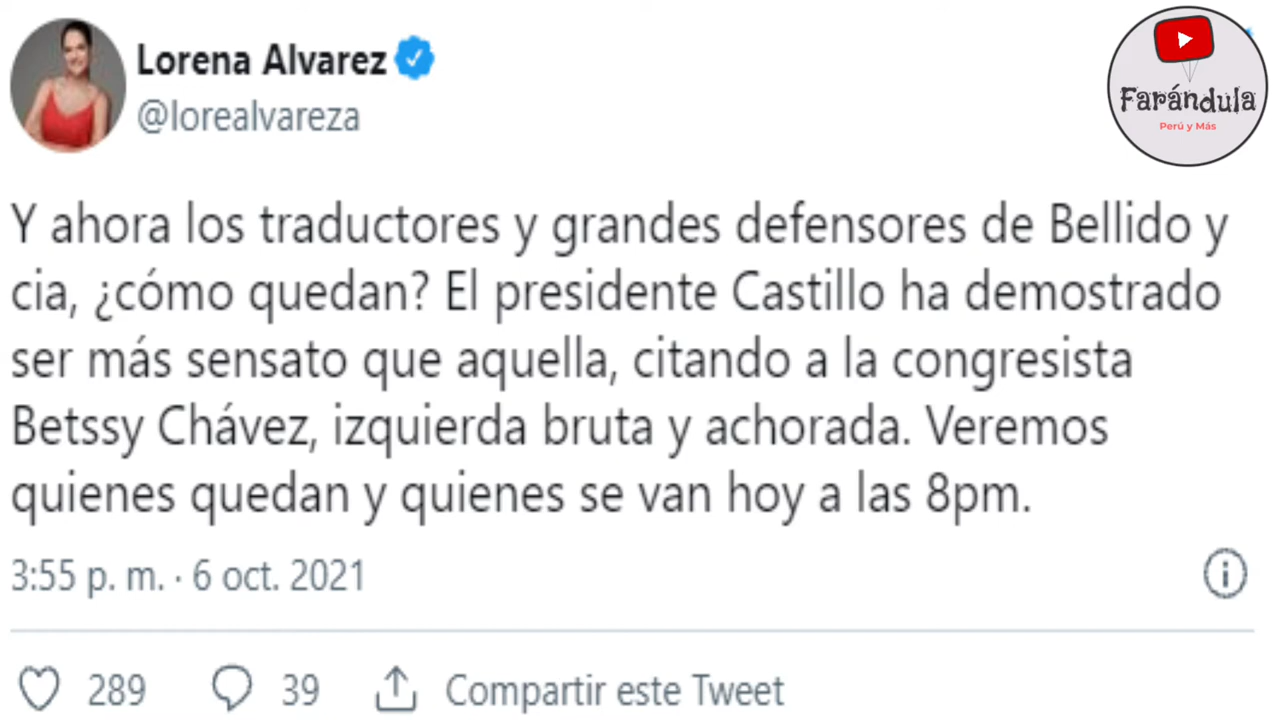 Lorena Alvarez
@lorealvareza
Farándula
Perú y Más
Y ahora los traductores y grandes defensores de Bellido y
cia, ¿cómo quedan? El presidente Castillo ha demostrado
ser más sensato que aquella, citando a la congresista
Betssy Chávez, izquierda bruta y achorada. Veremos
quienes quedan y quienes se van hoy a las 8pm.
3:55 p. m. · 6 oct. 2021
289 39 Compartir este Tweet